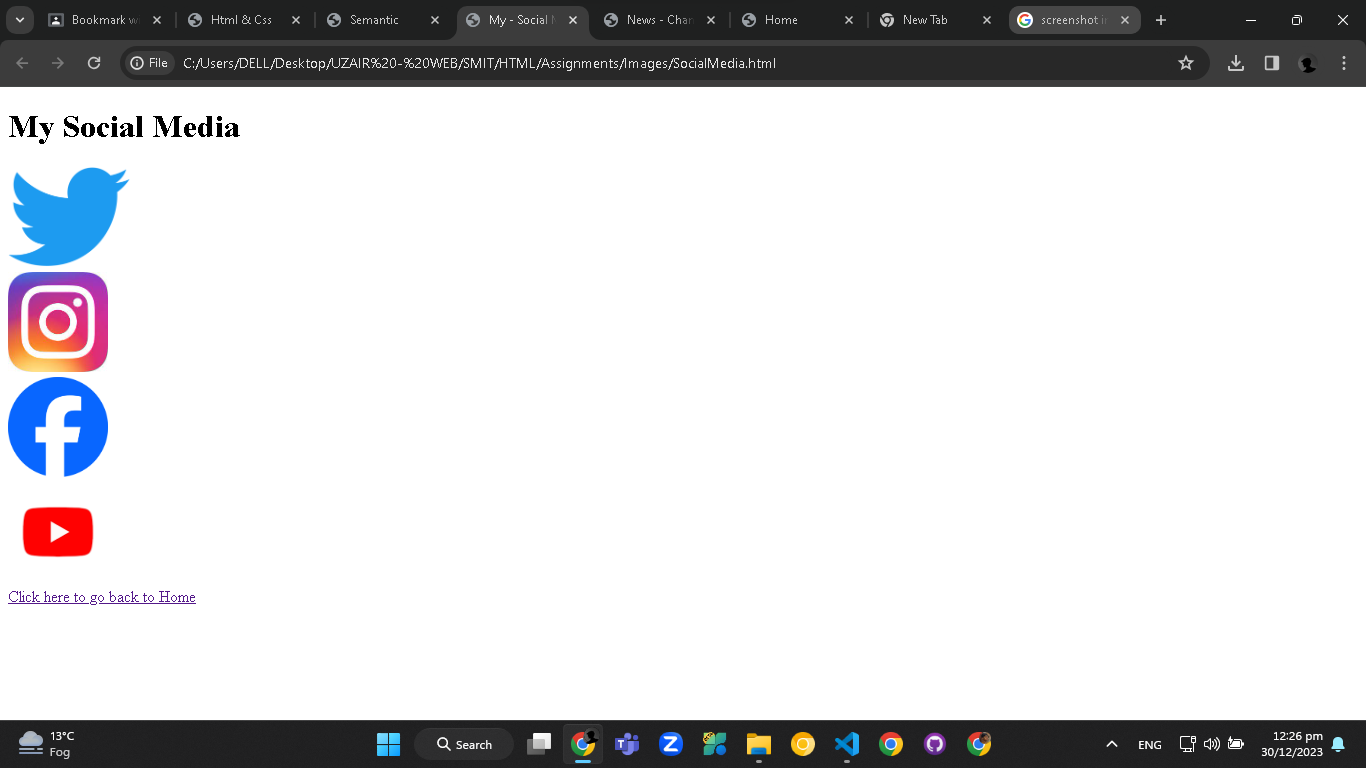 Bookmark w
Html & Css
Semantic
My - Social M
News - Chan
Home
New Tab
screenshot in
File
C:/Users/DELL/Desktop/UZAIR%20-%20WEB/SMIT/HTML/Assignments/Images/SocialMedia.html
My Social Media
Click here to go back to Home
13°C
Fog
Search
ENG
12:26 pm
30/12/2023